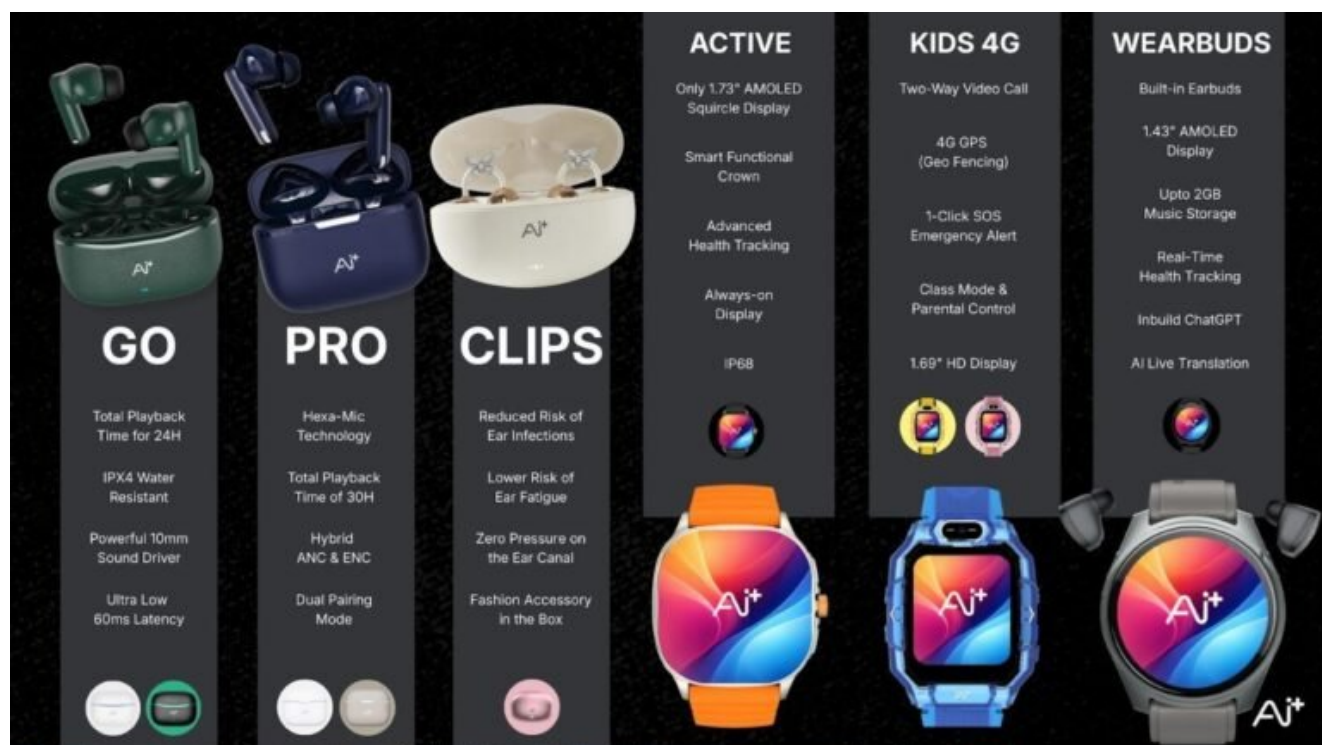 Ai+
Ai+
Ai+
GO
Total Playback
Time for 24H
IPX4 Water
Resistant
Powerful 10mm
Sound Driver
Ultra Low
60ms Latency
PRO
Hexa-Mic
Technology
Total Playback
Time of 30H
Hybrid
ANC & ENC
Dual Pairing
Mode
CLIPS
Reduced Risk of
Ear Infections
Lower Risk of
Ear Fatigue
Zero Pressure on
the Ear Canal
Fashion Accessory
in the Box
ACTIVE
Only 1.73" AMOLED
Squircle Display
Smart Functional
Crown
Advanced
Health Tracking
Always-on
Display
IP68
Ai+
KIDS 4G
Two-Way Video Call
4G GPS
(Geo Fencing)
1-Click SOS
Emergency Alert
Class Mode &
Parental Control
1.69" HD Display
Ai+
Ai+
WEARBUDS
Built-in Earbuds
1.43" AMOLED
Display
Upto 2GB
Music Storage
Real-Time
Health Tracking
Inbuild ChatGPT
AI Live Translation
Ai+
Ai+